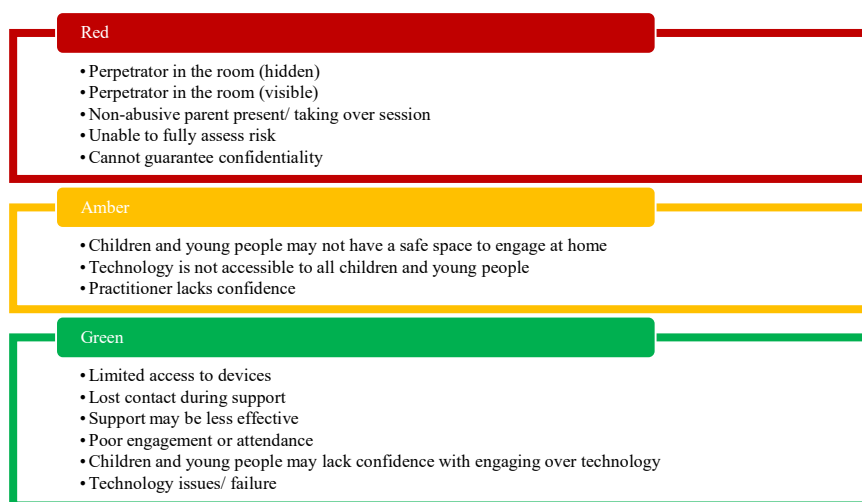 Red
• Perpetrator in the room (hidden)
• Perpetrator in the room (visible)
• Non-abusive parent present/ taking over session
• Unable to fully assess risk
• Cannot guarantee confidentiality
Amber
• Children and young people may not have a safe space to engage at home
• Technology is not accessible to all children and young people
• Practitioner lacks confidence
Green
• Limited access to devices
• Lost contact during support
• Support may be less effective
• Poor engagement or attendance
• Children and young people may lack confidence with engaging over technology
• Technology issues/ failure